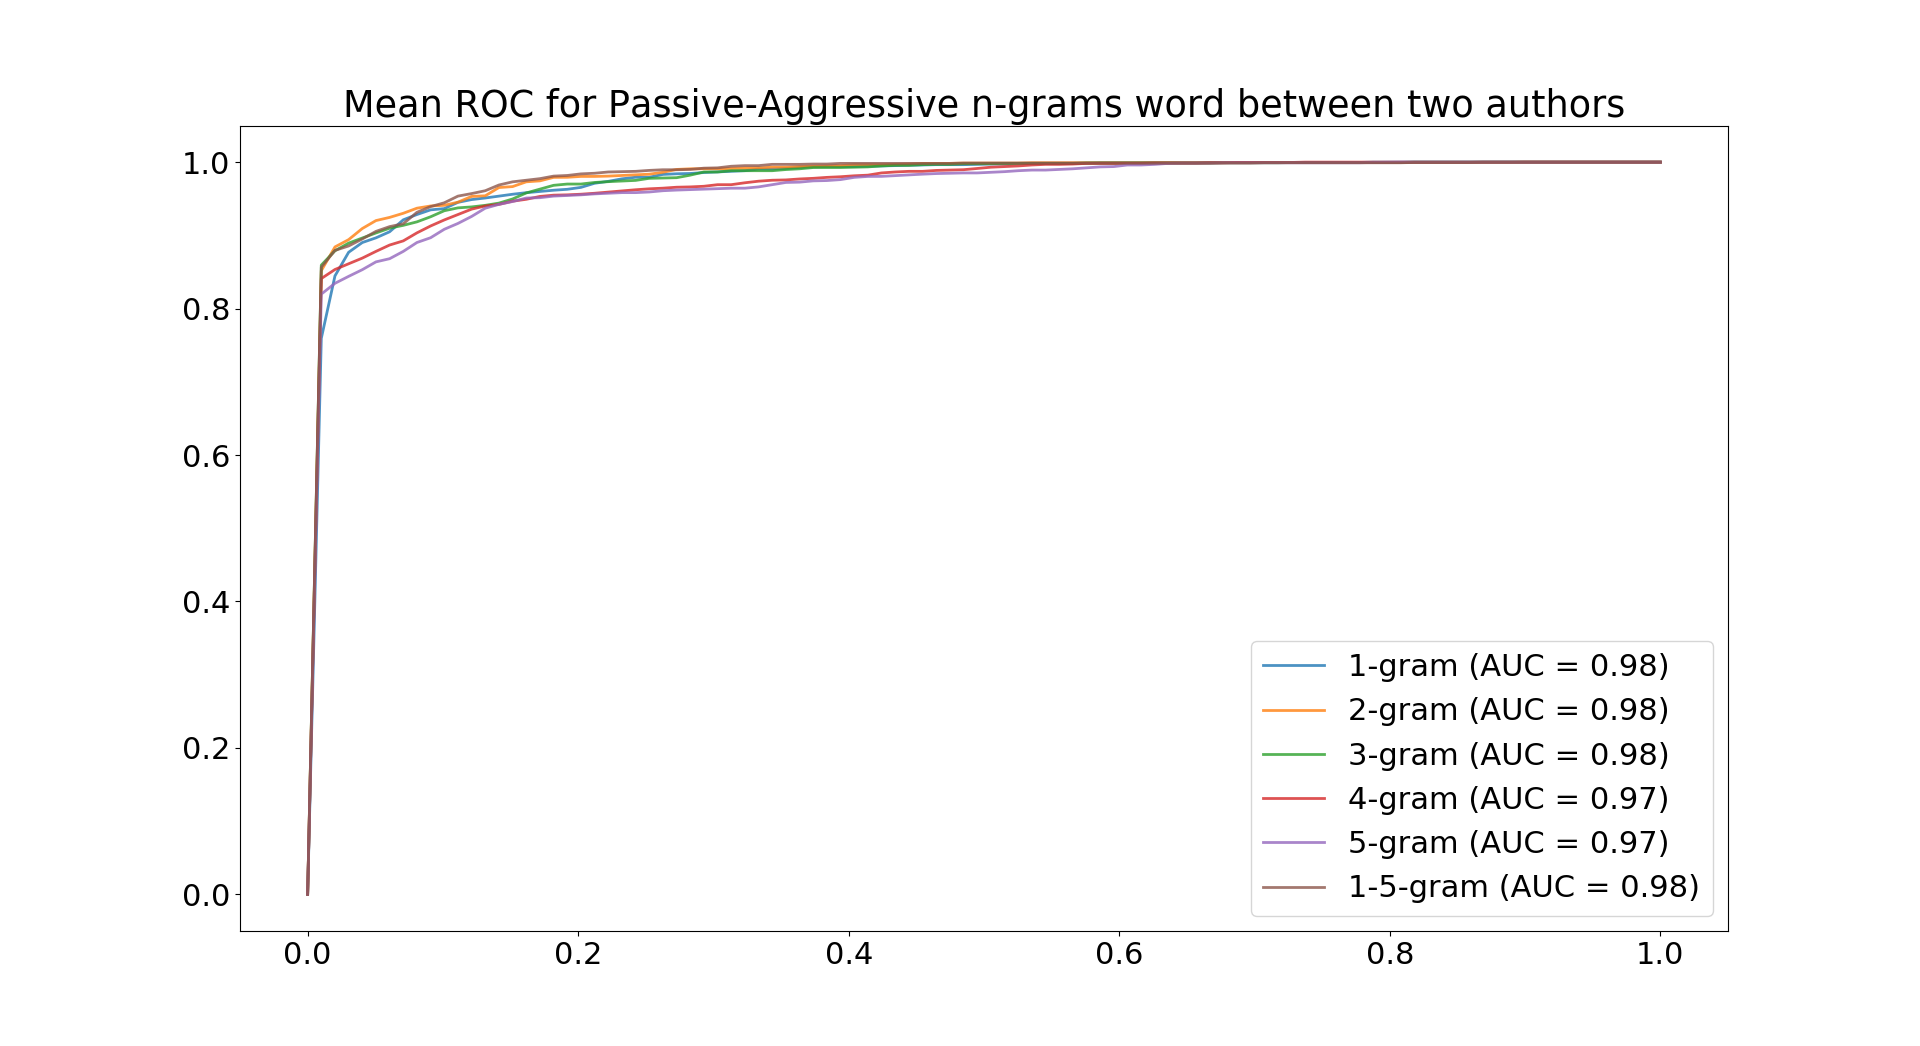 Mean ROC for Passive-Aggressive n-grams word between two authors
1.0
0.8
0.6
0.4
0.2
0.0
0.0 0.2 0.4 0.6 0.8 1.0
1-gram (AUC = 0.98)
2-gram (AUC = 0.98)
3-gram (AUC = 0.98)
4-gram (AUC = 0.97)
5-gram (AUC = 0.97)
1-5-gram (AUC = 0.98)